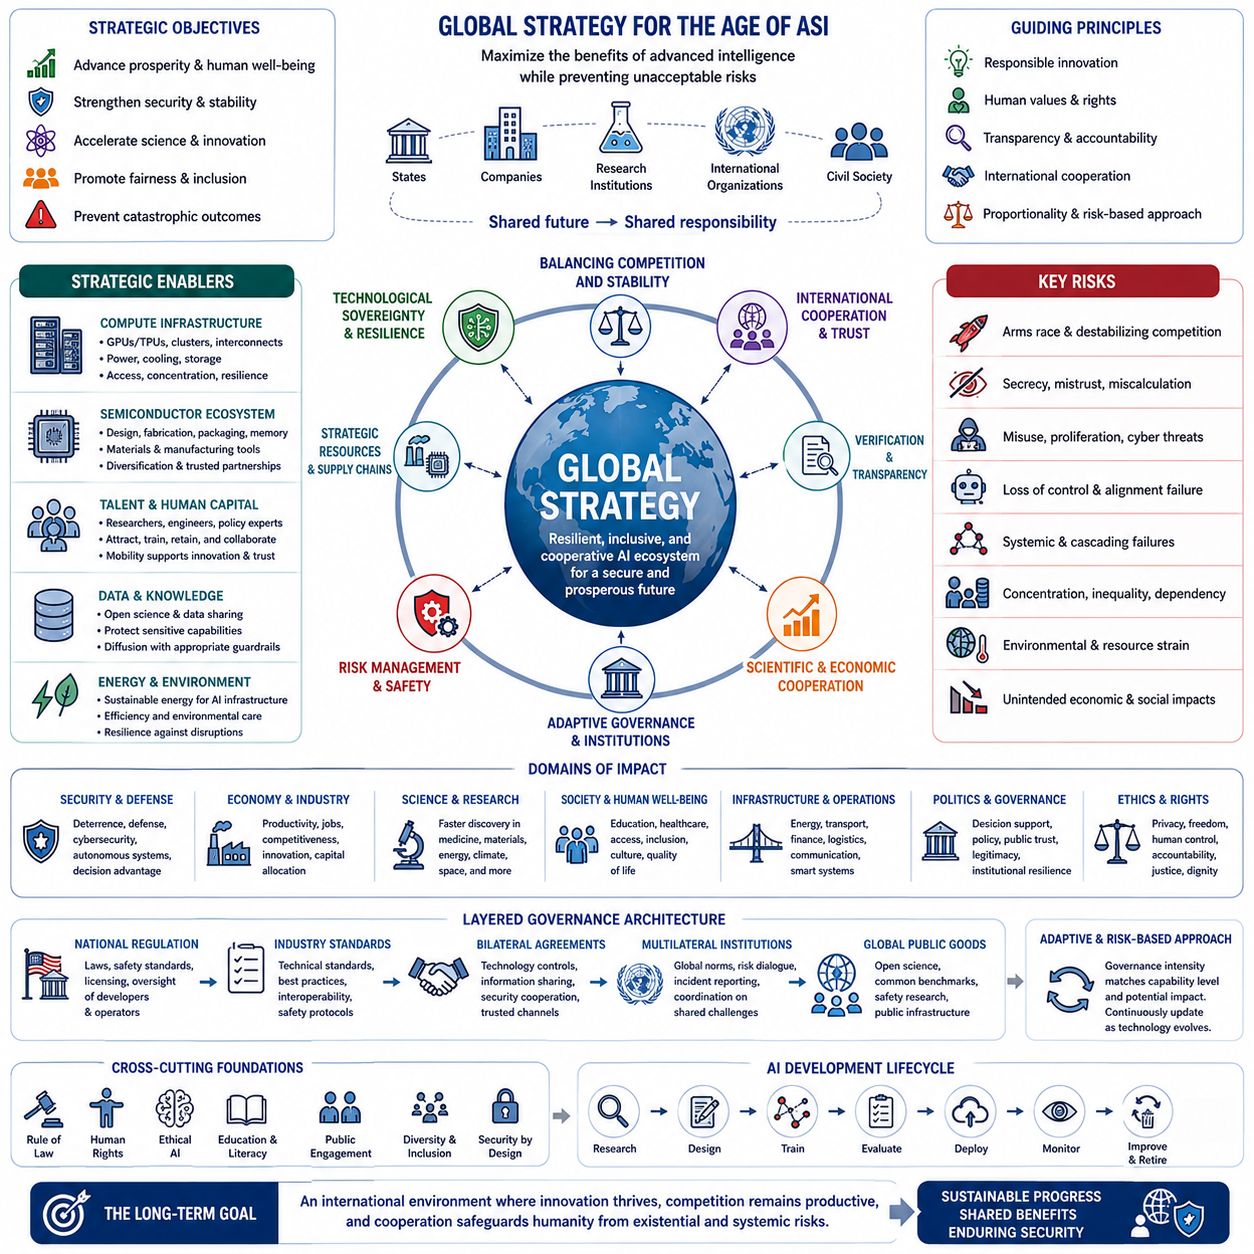 STRATEGIC OBJECTIVES
Advance prosperity & human well-being
Strengthen security & stability
Accelerate science & innovation
Promote fairness & inclusion
Prevent catastrophic outcomes
GLOBAL STRATEGY FOR THE AGE OF ASI
Maximize the benefits of advanced intelligence
while preventing unacceptable risks
States
Companies
Research
Institutions
International
Organizations
Civil Society
Shared future → Shared responsibility
GUIDING PRINCIPLES
Responsible innovation
Human values & rights
Transparency & accountability
International cooperation
Proportionality & risk-based approach
STRATEGIC ENABLERS
COMPUTE INFRASTRUCTURE
• GPUs/TPUs, clusters, interconnects
• Power, cooling, storage
• Access, concentration, resilience
SEMICONDUCTOR ECOSYSTEM
• Design, fabrication, packaging, memory
• Materials & manufacturing tools
• Diversification & trusted partnerships
TALENT & HUMAN CAPITAL
• Researchers, engineers, policy experts
• Attract, train, retain, and collaborate
• Mobility supports innovation & trust
DATA & KNOWLEDGE
• Open science & data sharing
• Protect sensitive capabilities
• Diffusion with appropriate guardrails
ENERGY & ENVIRONMENT
• Sustainable energy for AI infrastructure
• Efficiency and environmental care
• Resilience against disruptions
BALANCING COMPETITION
AND STABILITY
TECHNOLOGICAL
SOVEREIGNTY
& RESILIENCE
INTERNATIONAL
COOPERATION
& TRUST
STRATEGIC
RESOURCES
& SUPPLY CHAINS
VERIFICATION
&
TRANSPARENCY
GLOBAL
STRATEGY
Resilient, inclusive, and
cooperative AI ecosystem
for a secure and
prosperous future
RISK MANAGEMENT
& SAFETY
SCIENTIFIC & ECONOMIC
COOPERATION
ADAPTIVE GOVERNANCE
& INSTITUTIONS
KEY RISKS
Arms race & destabilizing competition
Secrecy, mistrust, miscalculation
Misuse, proliferation, cyber threats
Loss of control & alignment failure
Systemic & cascading failures
Concentration, inequality, dependency
Environmental & resource strain
Unintended economic & social impacts
DOMAINS OF IMPACT
SECURITY & DEFENSE
Deterrence, defense,
cybersecurity,
autonomous systems,
decision advantage
ECONOMY & INDUSTRY
Productivity, jobs,
competitiveness,
innovation, capital
allocation
SCIENCE & RESEARCH
Faster discovery in
medicine, materials,
energy, climate,
space, and more
SOCIETY & HUMAN WELL-BEING
Education, healthcare,
access, inclusion,
culture, quality
of life
INFRASTRUCTURE & OPERATIONS
Energy, transport,
finance, logistics,
communication,
smart systems
POLITICS & GOVERNANCE
Desicion support,
policy, public trust,
legitimacy,
institutional resilience
ETHICS & RIGHTS
Privacy, freedom,
human control,
accountability,
justice, dignity
LAYERED GOVERNANCE ARCHITECTURE
NATIONAL REGULATION
Laws, safety standards,
licensing, oversight
of developers
& operators
INDUSTRY STANDARDS
Technical standards,
best practices,
interoperability,
safety protocols
BILATERAL AGREEMENTS
Technology controls,
information sharing,
security cooperation,
trusted channels
MULTILATERAL INSTITUTIONS
Global norms, risk dialogue,
incident reporting,
coordination on
shared challenges
GLOBAL PUBLIC GOODS
Open science,
common benchmarks,
safety research,
public infrastructure
ADAPTIVE & RISK-BASED APPROACH
Governance intensity
matches capability level
and potential impact.
Continuously update
as technology evolves.
CROSS-CUTTING FOUNDATIONS
Rule of
Law
Human
Rights
Ethical
AI
Education &
Literacy
Public
Engagement
Diversity &
Inclusion
Security by
Design
AI DEVELOPMENT LIFECYCLE
Research
Design
Train
Evaluate
Deploy
Monitor
Improve
& Retire
THE LONG-TERM GOAL
An international environment where innovation thrives, competition remains productive,
and cooperation safeguards humanity from existential and systemic risks.
SUSTAINABLE PROGRESS
SHARED BENEFITS
ENDURING SECURITY